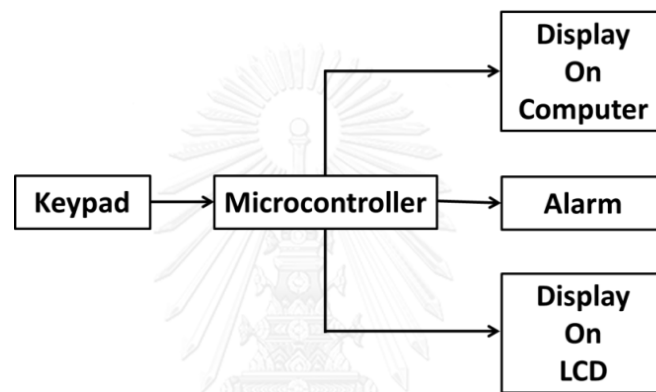 Display
On
Computer
Keypad
Microcontroller
Alarm
Display
On
LCD